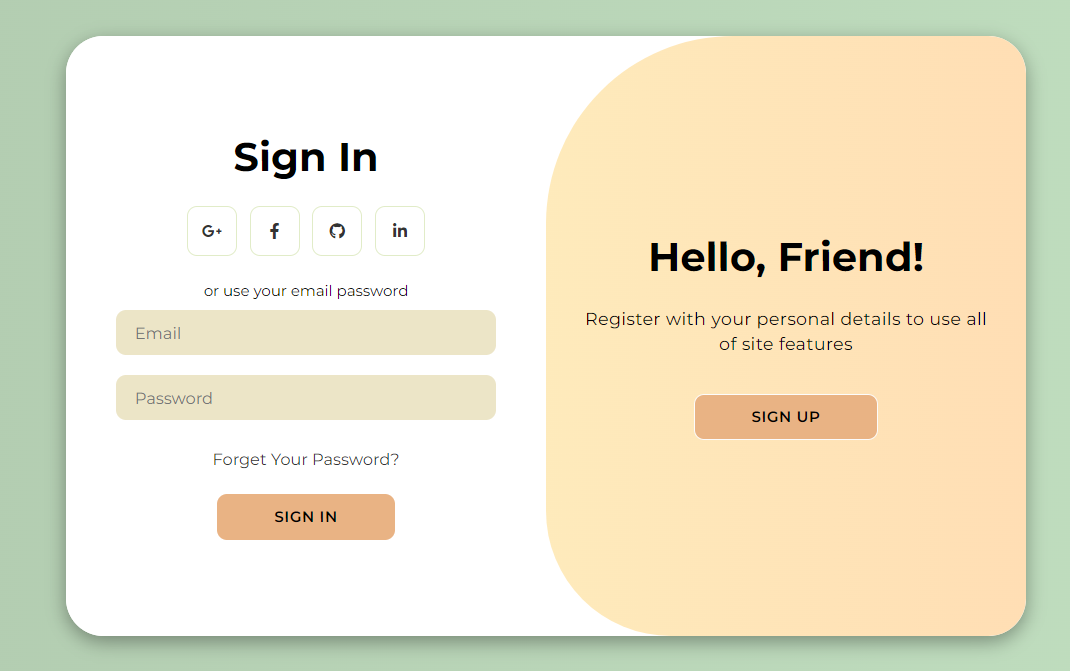 Sign In
G+ f in
or use your email password
Email
Password
Forget Your Password?
SIGN IN
Hello, Friend!
Register with your personal details to use all
of site features
SIGN UP